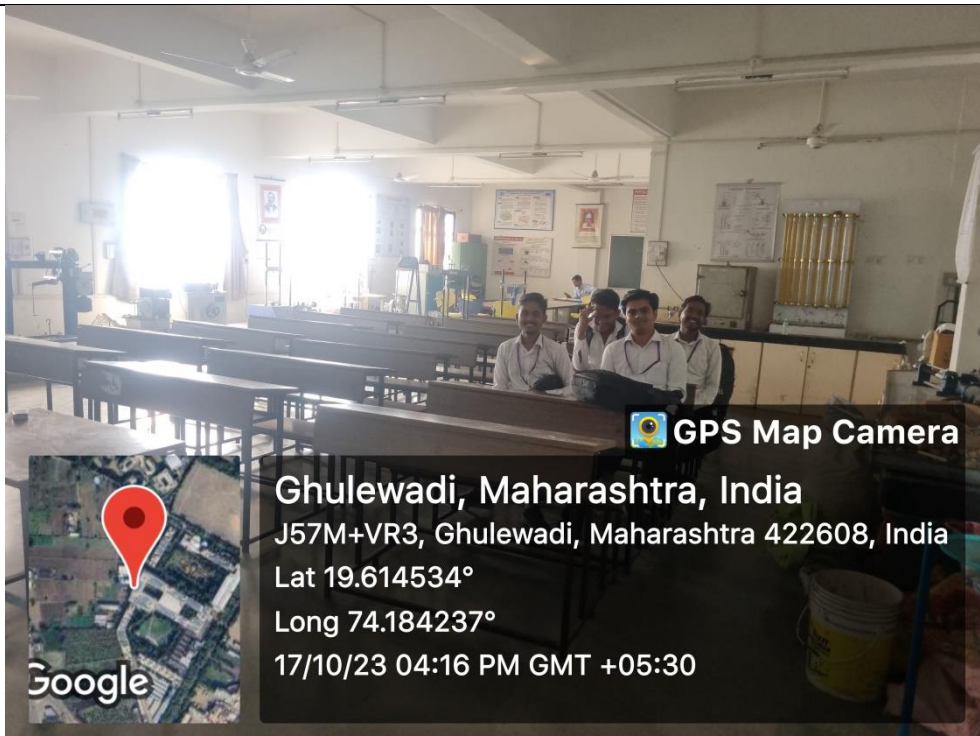 GPS Map Camera
Ghulewadi, Maharashtra, India
J57M+VR3, Ghulewadi, Maharashtra 422608, India
Lat 19.614534°
Long 74.184237°
17/10/23 04:16 PM GMT +05:30
Google